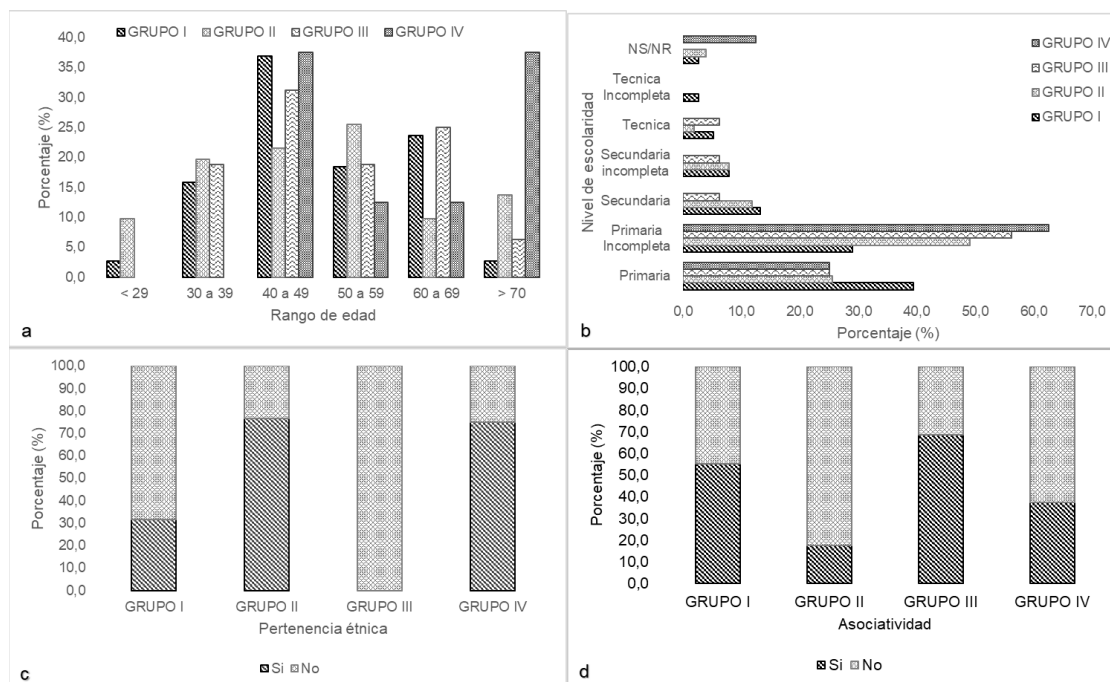 GRUPO I GRUPO II GRUPO III GRUPO IV
40,0
35,0
30,0
25,0
20,0
15,0
10,0
5,0
0,0
Porcentaje (%)
< 29 30 a 39 40 a 49 50 a 59 60 a 69 > 70
Rango de edad
a
NS/NR
Tecnica
Incompleta
Tecnica
Secundaria
incompleta
Secundaria
Primaria
Incompleta
Primaria
Nivel de escolaridad
GRUPO IV
GRUPO III
GRUPO II
GRUPO I
0,0 10,0 20,0 30,0 40,0 50,0 60,0 70,0
Porcentaje (%)
b
100,0
90,0
80,0
70,0
60,0
50,0
40,0
30,0
20,0
10,0
0,0
Porcentaje (%)
GRUPO I GRUPO II GRUPO III GRUPO IV
Pertenencia étnica
Si No
c
100,0
90,0
80,0
70,0
60,0
50,0
40,0
30,0
20,0
10,0
0,0
Porcentaje (%)
GRUPO I GRUPO II GRUPO III GRUPO IV
Asociatividad
Si No
d